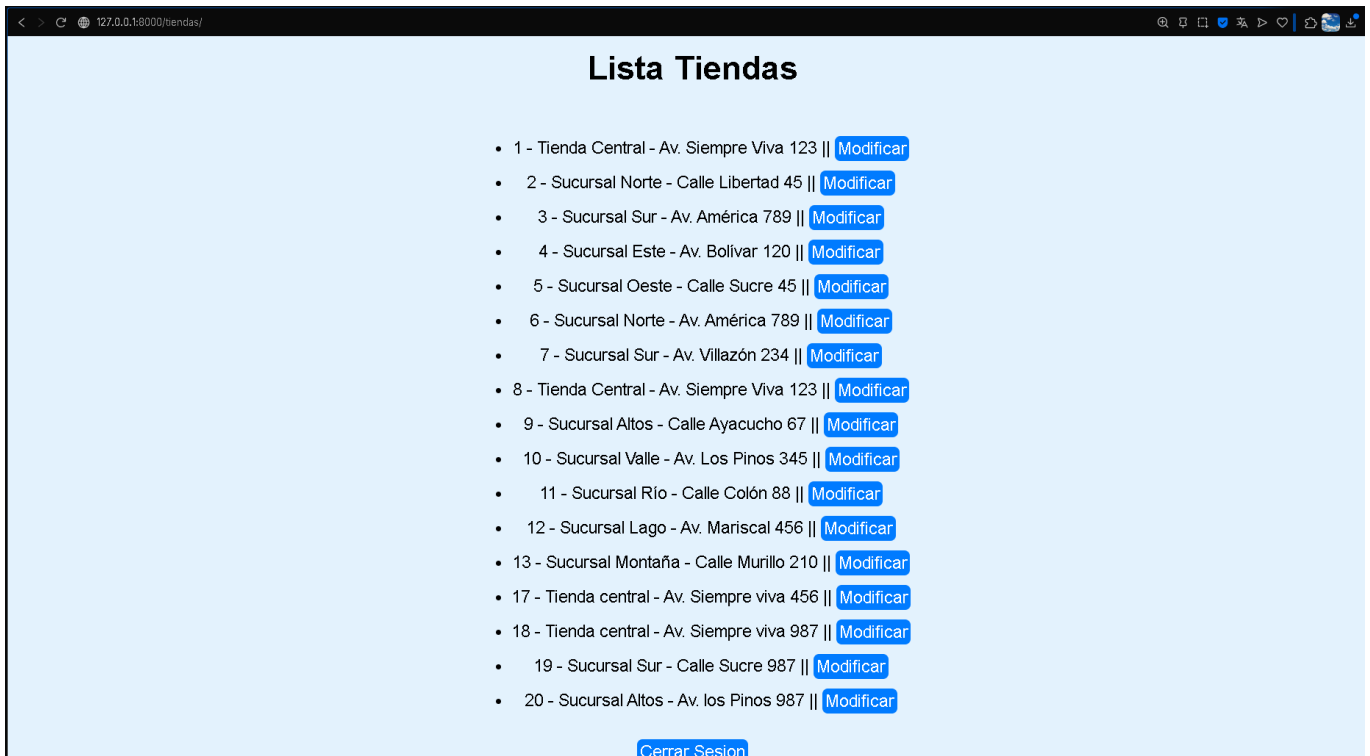 127.0.0.1:8000/tiendas/
Lista Tiendas
1 - Tienda Central - Av. Siempre Viva 123 || Modificar
2 - Sucursal Norte - Calle Libertad 45 || Modificar
3 - Sucursal Sur - Av. América 789 || Modificar
4 - Sucursal Este - Av. Bolívar 120 || Modificar
5 - Sucursal Oeste - Calle Sucre 45 || Modificar
6 - Sucursal Norte - Av. América 789 || Modificar
7 - Sucursal Sur - Av. Villazón 234 || Modificar
8 - Tienda Central - Av. Siempre Viva 123 || Modificar
9 - Sucursal Altos - Calle Ayacucho 67 || Modificar
10 - Sucursal Valle - Av. Los Pinos 345 || Modificar
11 - Sucursal Río - Calle Colón 88 || Modificar
12 - Sucursal Lago - Av. Mariscal 456 || Modificar
13 - Sucursal Montaña - Calle Murillo 210 || Modificar
17 - Tienda central - Av. Siempre viva 456 || Modificar
18 - Tienda central - Av. Siempre viva 987 || Modificar
19 - Sucursal Sur - Calle Sucre 987 || Modificar
20 - Sucursal Altos - Av. los Pinos 987 || Modificar
Cerrar Sesion